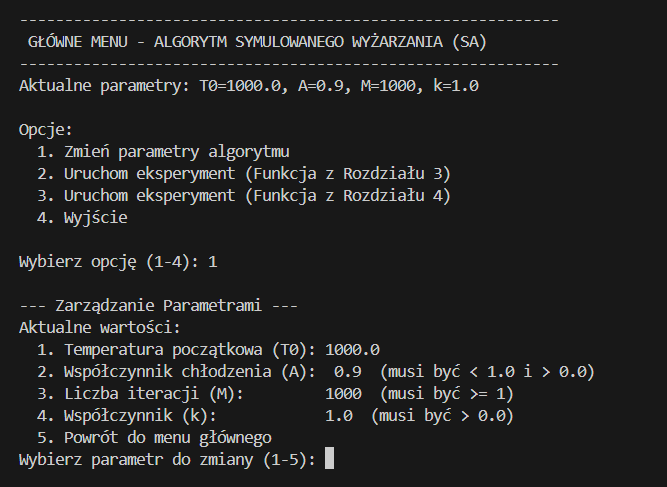 ------------------------------------------------------------
GŁÓWNE MENU - ALGORYTM SYMULOWANEGO WYŻARZANIA (SA)
------------------------------------------------------------
Aktualne parametry: T0=1000.0, A=0.9, M=1000, k=1.0
Opcje:
1. Zmień parametry algorytmu
2. Uruchom eksperyment (Funkcja z Rozdziału 3)
3. Uruchom eksperyment (Funkcja z Rozdziału 4)
4. Wyjście
Wybierz opcję (1-4): 1
--- Zarządzanie Parametrami ---
Aktualne wartości:
1. Temperatura początkowa (T0): 1000.0
2. Współczynnik chłodzenia (A): 0.9 (musi być < 1.0 i > 0.0)
3. Liczba iteracji (M): 1000 (musi być >= 1)
4. Współczynnik (k): 1.0 (musi być > 0.0)
5. Powrót do menu głównego
Wybierz parametr do zmiany (1-5):